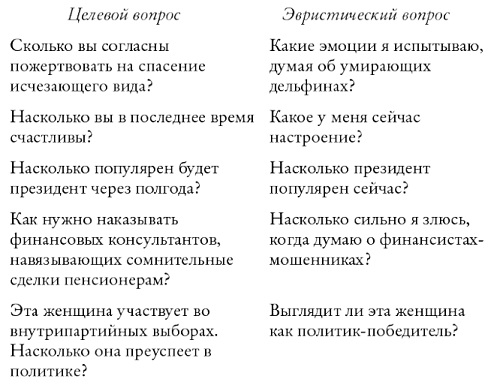 Целевой вопрос
Эвристический вопрос
Сколько вы согласны
пожертвовать на спасение
исчезающего вида?
Какие эмоции я испытываю,
думая об умирающих
дельфинах?
Насколько вы в последнее время
счастливы?
Какое у меня сейчас
настроение?
Насколько популярен будет
президент через полгода?
Насколько президент
популярен сейчас?
Как нужно наказывать
финансовых консультантов,
навязывающих сомнительные
сделки пенсионерам?
Насколько сильно я злюсь,
когда думаю о финансистах-
мошенниках?
Эта женщина участвует во
внутрипартийных выборах.
Насколько она преуспеет в
политике?
Выглядит ли эта женщина
как политик-победитель?